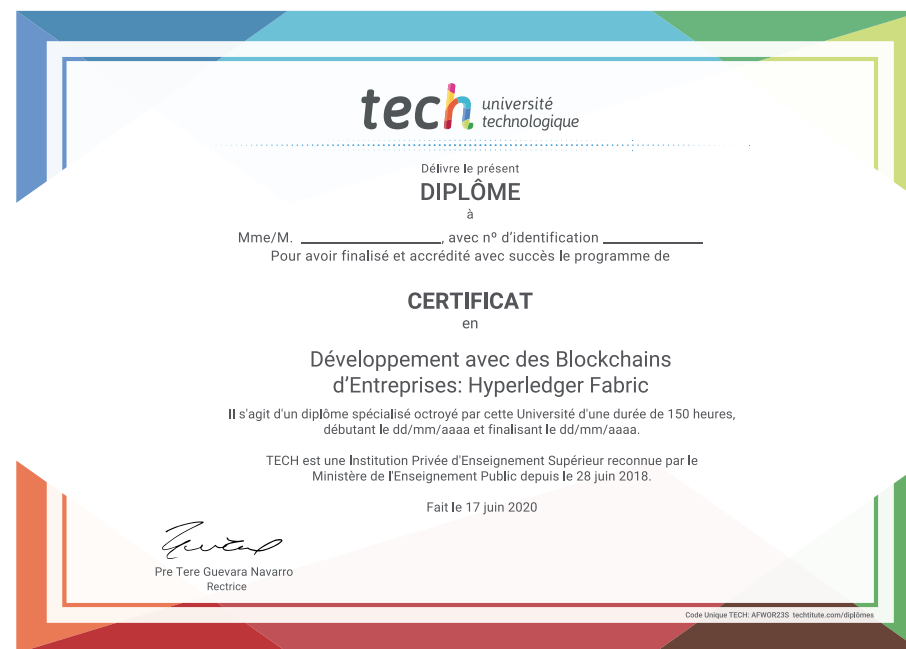 tech université
technologique
Délivre le présent
DIPLÔME
à
Mme/M. ____________________, avec nº d'identification ______________
Pour avoir finalisé et accrédité avec succès le programme de
CERTIFICAT
en
Développement avec des Blockchains
d'Entreprises: Hyperledger Fabric
Il s'agit d'un diplôme spécialisé octroyé par cette Université d'une durée de 150 heures,
débutant le dd/mm/aaaa et finalisant le dd/mm/aaaa.
TECH est une Institution Privée d'Enseignement Supérieur reconnue par le
Ministère de l'Enseignement Public depuis le 28 juin 2018.
Fait le 17 juin 2020
Pre Tere Guevara Navarro
Rectrice
Code Unique TECH: AFWOR23S techtitute.com/diplômes